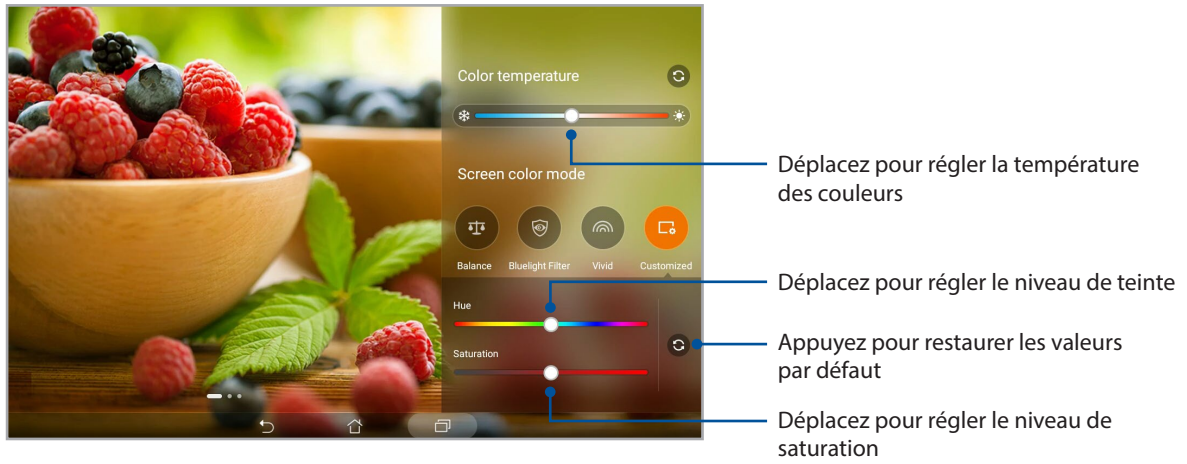 Color temperature
Déplacez pour régler la température
des couleurs
Screen color mode
Balance
Bluelight Filter
Vivid
Customized
Déplacez pour régler le niveau de teinte
Hue
Appuyez pour restaurer les valeurs
par défaut
Saturation
Déplacez pour régler le niveau de
saturation